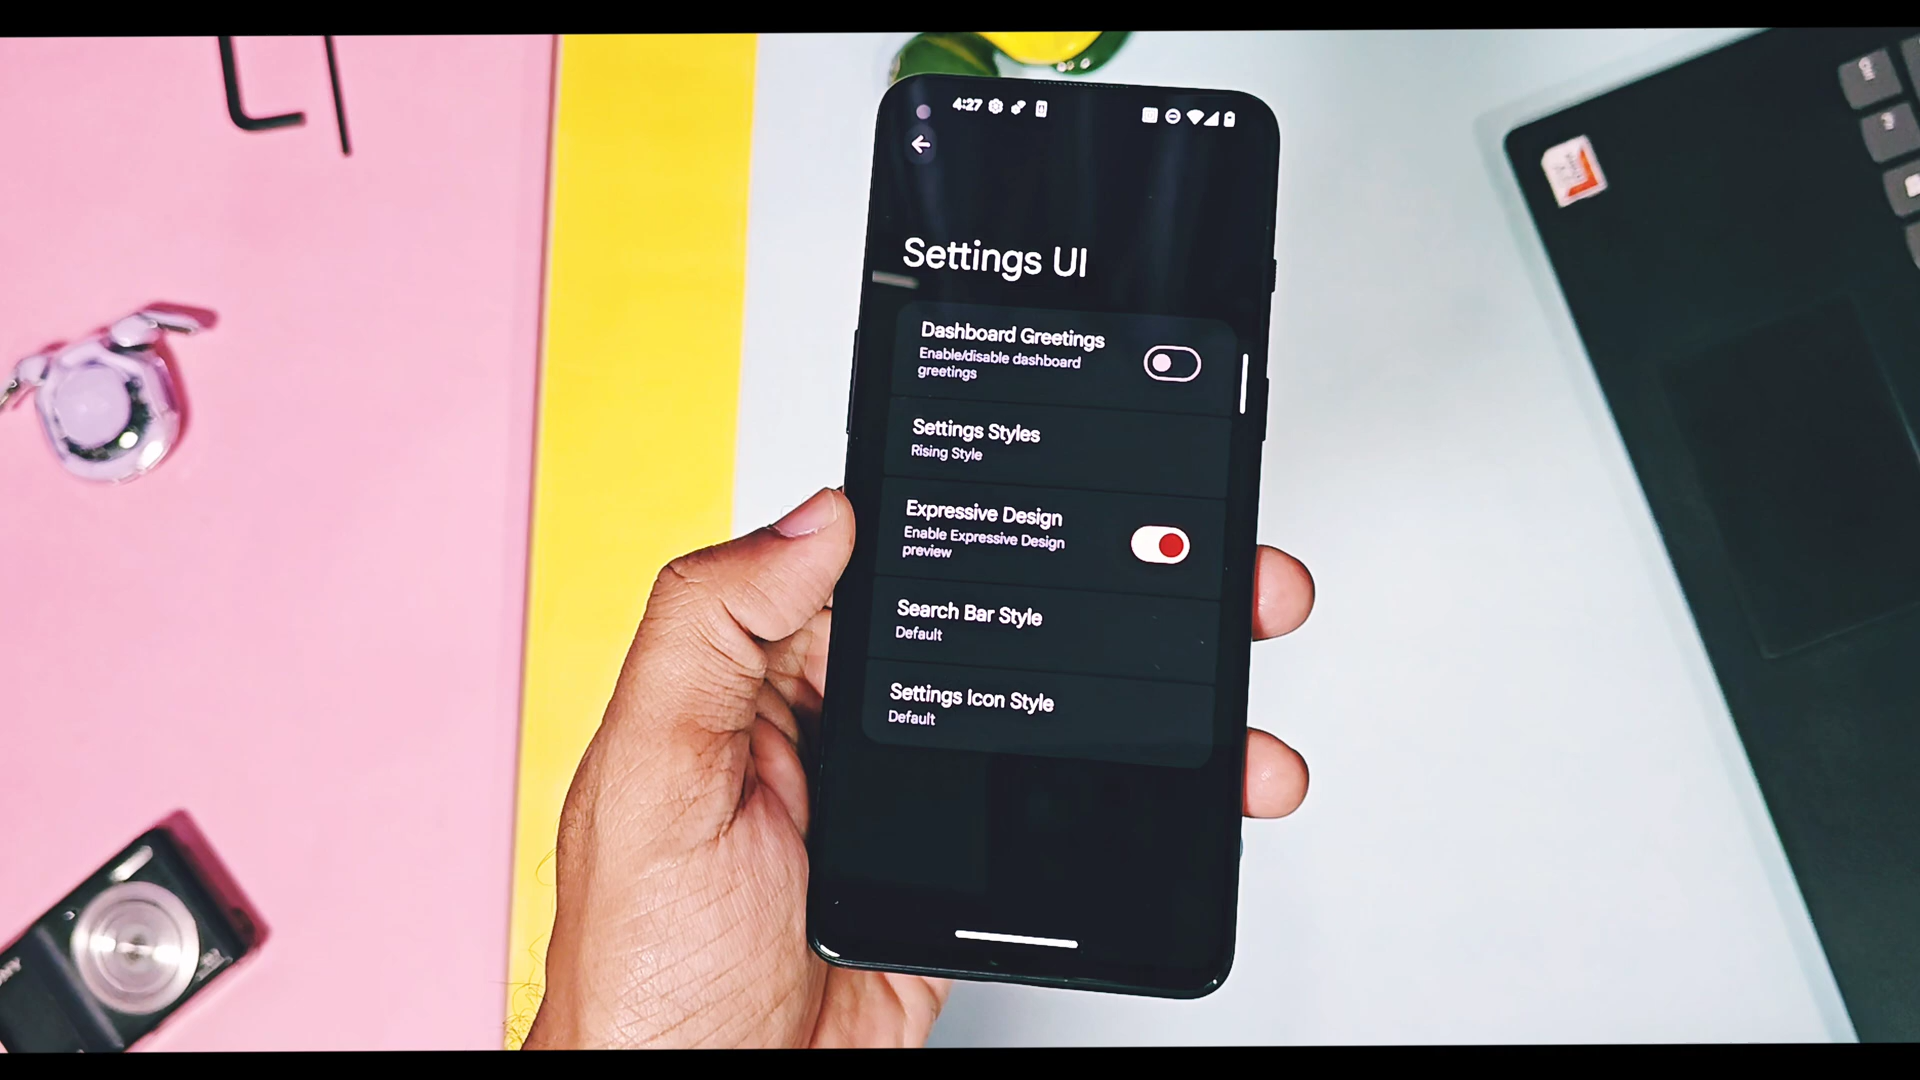 4:27
Settings UI
Dashboard Greetings
Enable/disable dashboard
greetings
Settings Styles
Rising Style
Expressive Design
Enable Expressive Design
preview
Search Bar Style
Default
Settings Icon Style
Default